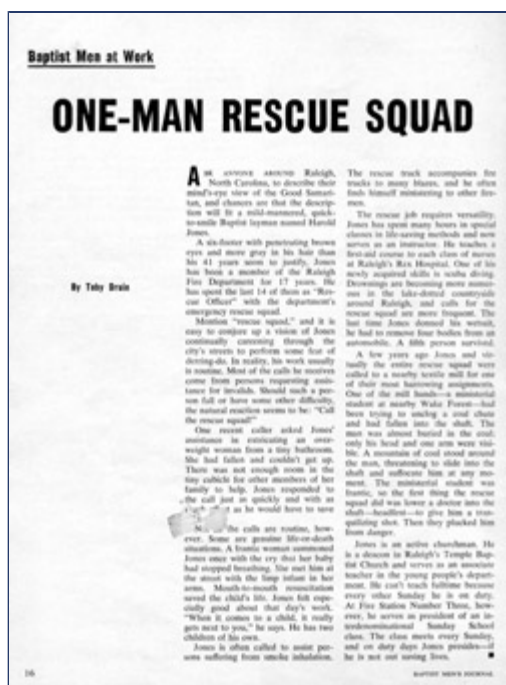 Baptist Men at Work
ONE-MAN RESCUE SQUAD
By Toby Drain
ASK ANYONE AROUND Raleigh,
North Carolina, to describe their
mind's-eye view of the Good Samari-
tan, and chances are that the descrip-
tion will fit a mild-mannered, quick-
to-smile Baptist layman named Harold
Jones.
A six-footer with penetrating brown
eyes and more gray in his hair than
his 41 years seem to justify, Jones
has been a member of the Raleigh
Fire Department for 17 years. He
has spent the last 14 of them as "Res-
cue Officer" with the department's
emergency rescue squad.
Mention "rescue squad," and it is
easy to conjure up a vision of Jones
continually careening through the
city's streets to perform some feat of
derring-do. In reality, his work usually
is routine. Most of the calls he receives
come from persons requesting assis-
tance for invalids. Should such a per-
son fall or have some other difficulty,
the natural reaction seems to be: "Call
the rescue squad!"
One recent caller asked Jones'
assistance in extricating an over-
weight woman from a tiny bathroom.
She had fallen and couldn't get up.
There was not enough room in the
tiny cubicle for other members of her
family to help. Jones responded to
the call just as quickly and with as
as he would have to save
the calls are routine, how-
ever. Some are genuine life-or-death
situations. A frantic woman summoned
Jones once with the cry that her baby
had stopped breathing. She met him at
the street with the limp infant in her
arms. Mouth-to-mouth resuscitation
saved the child's life. Jones felt espe-
cially good about that day's work.
"When it comes to a child, it really
gets next to you," he says. He has two
children of his own.
Jones is often called to assist per-
sons suffering from smoke inhalation.
The rescue truck accompanies fire
trucks to many blazes, and he often
finds himself ministering to other fire-
men.
The rescue job requires versatility.
Jones has spent many hours in special
classes in life-saving methods and now
serves as an instructor. He teaches a
first-aid course to each class of nurses
at Raleigh's Rex Hospital. One of his
newly acquired skills is scuba diving.
Drownings are becoming more numer-
ous in the lake-dotted countryside
around Raleigh, and calls for the
rescue squad are more frequent. The
last time Jones donned his wetsuit,
he had to remove four bodies from an
automobile. A fifth person survived.
A few years ago Jones and vir-
tually the entire rescue squad were
called to a nearby textile mill for one
of their most harrowing assignments.
One of the mill hands—a ministerial
student at nearby Wake Forest—had
been trying to unclog a coal chute
and had fallen into the shaft. The
man was almost buried in the coal;
only his head and one arm were visi-
ble. A mountain of coal stood around
the man, threatening to slide into the
shaft and suffocate him at any mo-
ment. The ministerial student was
frantic, so the first thing the rescue
squad did was lower a doctor into the
shaft—headfirst—to give him a tran-
quilizing shot. Then they plucked him
from danger.
Jones is an active churchman. He
is a deacon in Raleigh's Temple Bap-
tist Church and serves as an associate
teacher in the young people's depart-
ment. He can't teach fulltime because
every other Sunday he is on duty.
At Fire Station Number Three, how-
ever, he serves as president of an in-
terdenominational Sunday School
class. The class meets every Sunday,
and on duty days Jones presides—if
he is not out saving lives.
16
BAPTIST MEN'S JOURNAL